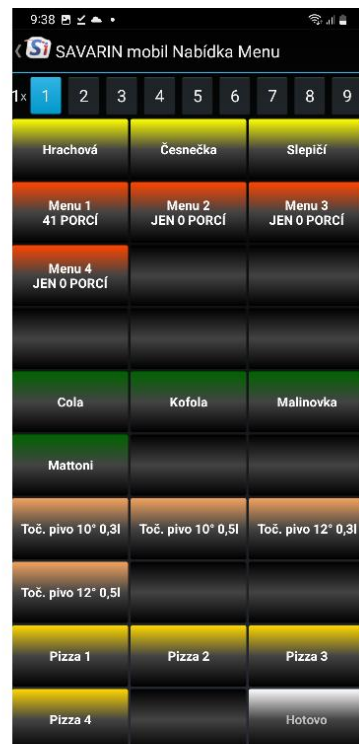 9:38
SAVARIN mobil Nabídka Menu
1x 1 2 3 4 5 6 7 8 9
Hrachová Česnečka Slepičí
Menu 1 Menu 2 Menu 3
41 PORCÍ JEN 0 PORCÍ JEN 0 PORCÍ
Menu 4
JEN 0 PORCÍ
Cola Kofola Malinovka
Mattoni
Toč. pivo 10° 0,3l Toč. pivo 10° 0,5l Toč. pivo 12° 0,3l
Toč. pivo 12° 0,5l
Pizza 1 Pizza 2 Pizza 3
Pizza 4 Hotovo